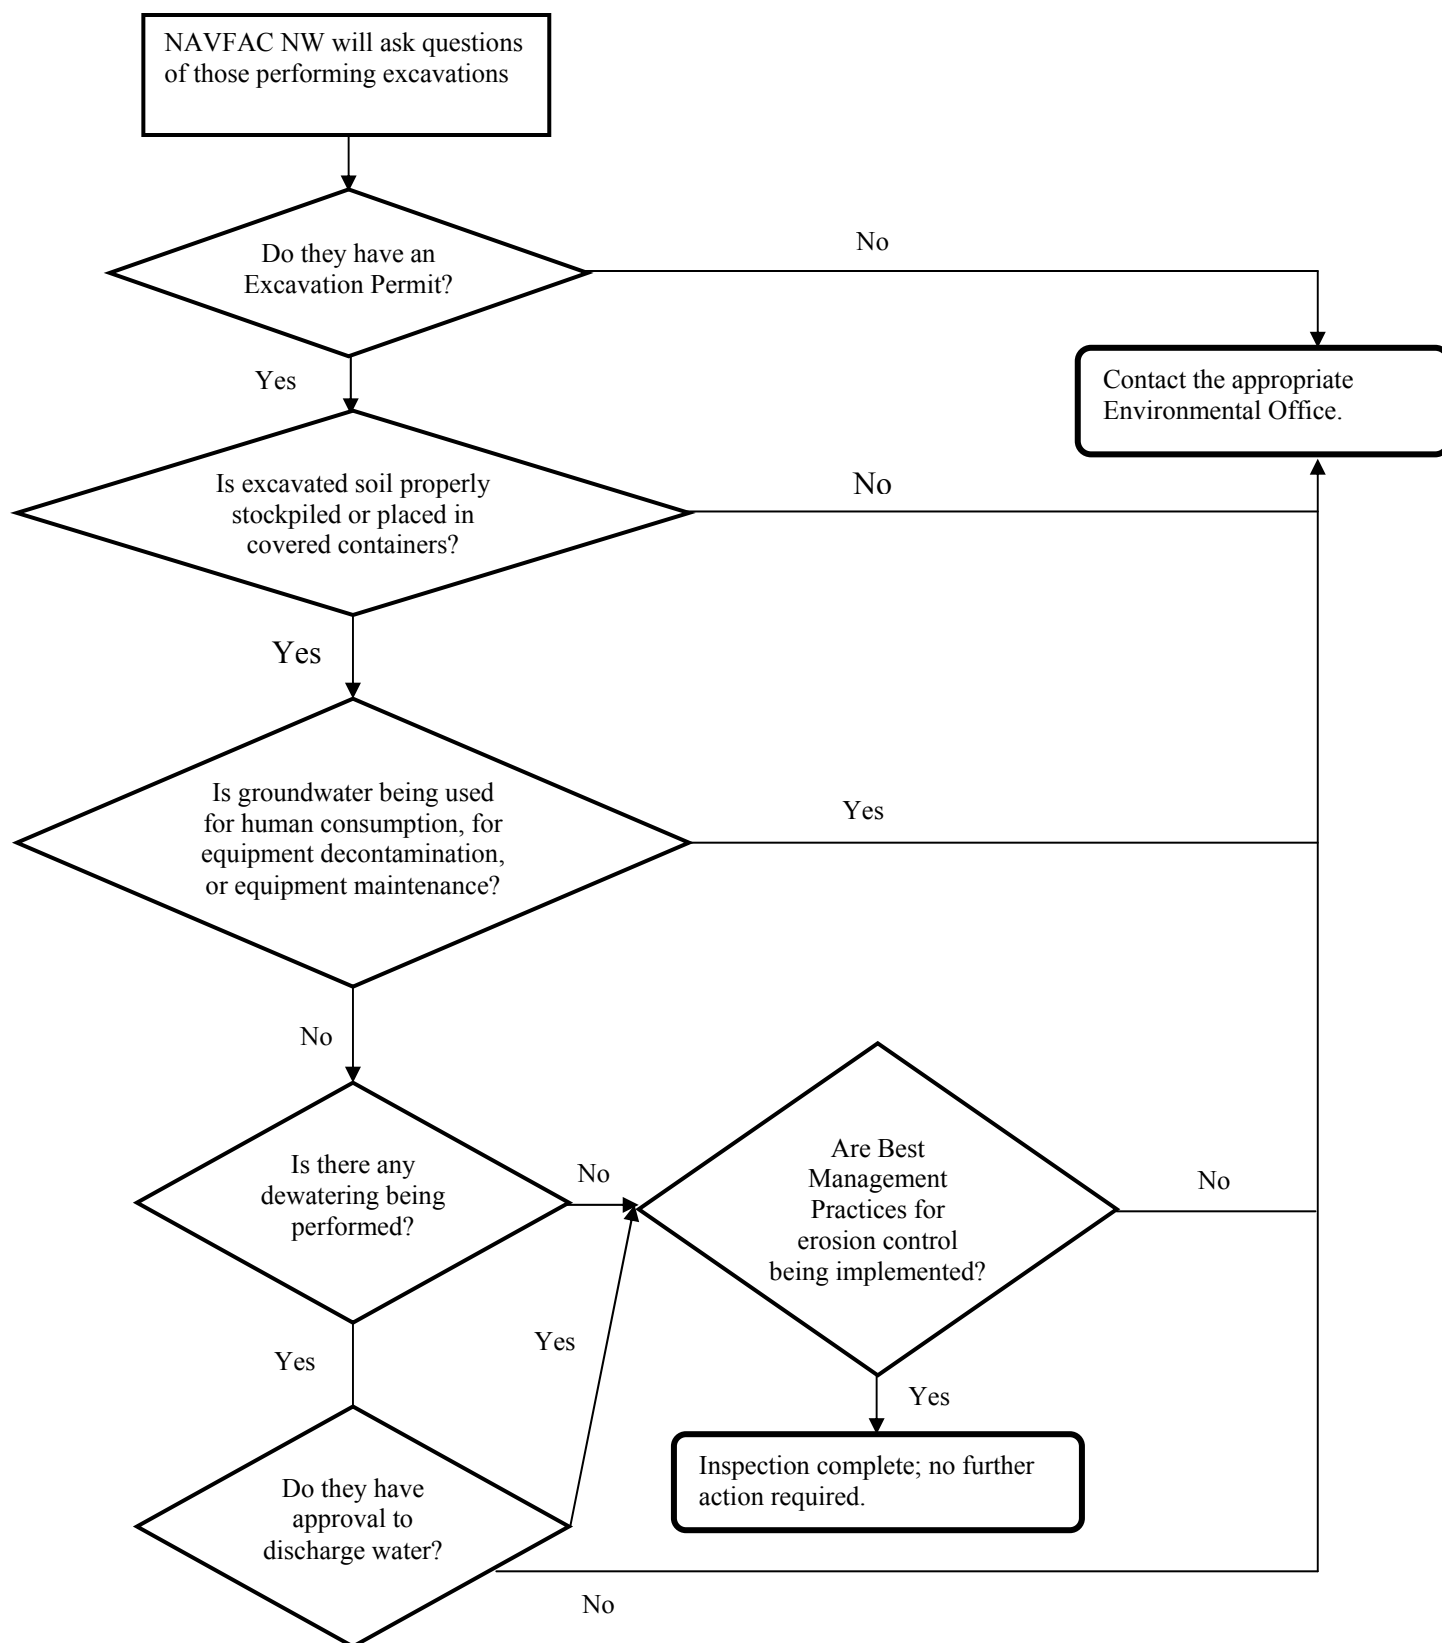 NAVFAC NW will ask questions
of those performing excavations
Do they have an
Excavation Permit?
No
Yes
Contact the appropriate
Environmental Office.
Is excavated soil properly
stockpiled or placed in
covered containers?
No
Yes
Is groundwater being used
for human consumption, for
equipment decontamination,
or equipment maintenance?
Yes
No
Is there any
dewatering being
performed?
No
Are Best
Management
Practices for
erosion control
being implemented?
No
Yes
Yes
Yes
Inspection complete; no further
action required.
Do they have
approval to
discharge water?
No